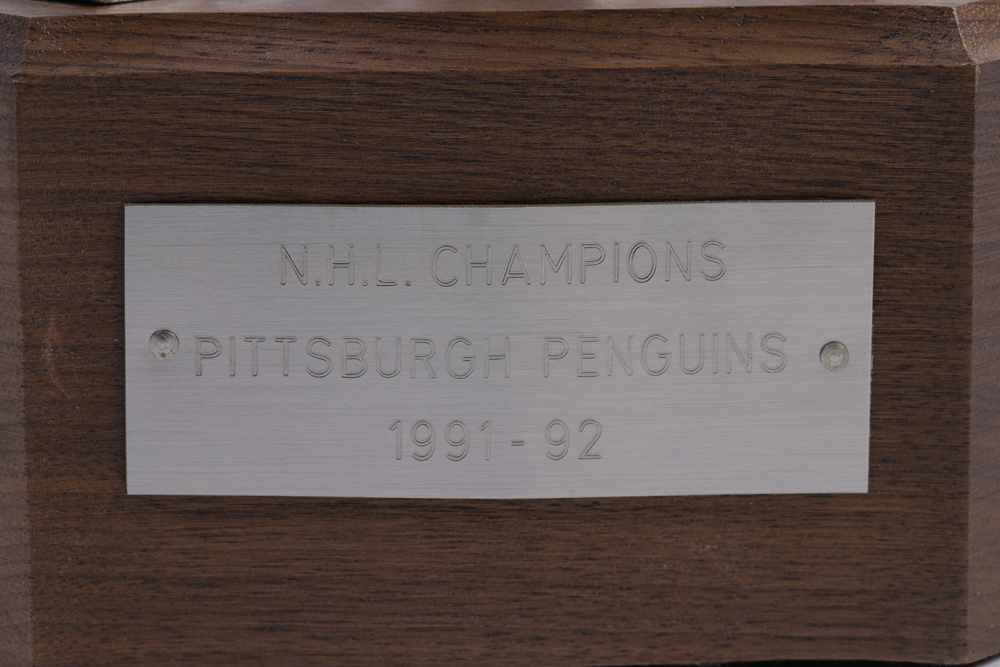 N.H.L. CHAMPIONS
PITTSBURGH PENGUINS
1991-92